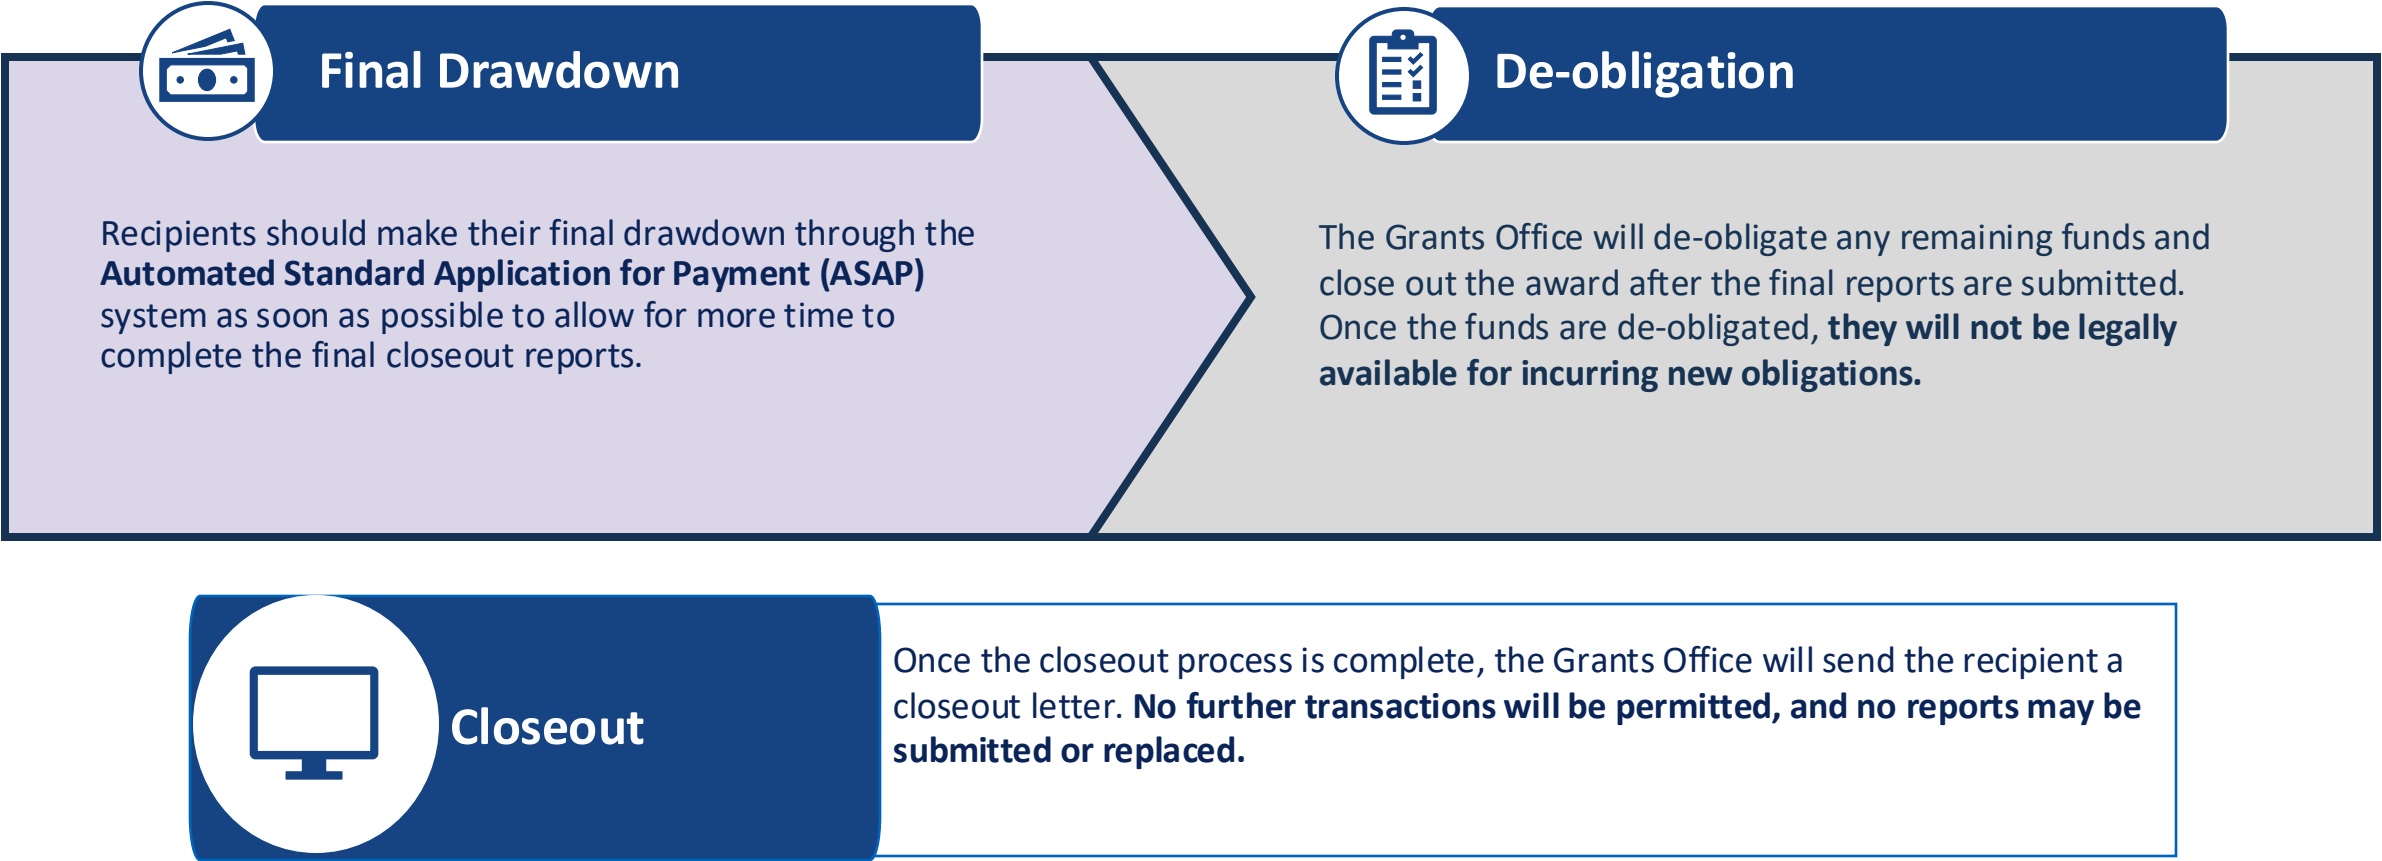 Final Drawdown
Recipients should make their final drawdown through the
Automated Standard Application for Payment (ASAP)
system as soon as possible to allow for more time to
complete the final closeout reports.
De-obligation
The Grants Office will de-obligate any remaining funds and
close out the award after the final reports are submitted.
Once the funds are de-obligated, they will not be legally
available for incurring new obligations.
Closeout
Once the closeout process is complete, the Grants Office will send the recipient a
closeout letter. No further transactions will be permitted, and no reports may be
submitted or replaced.